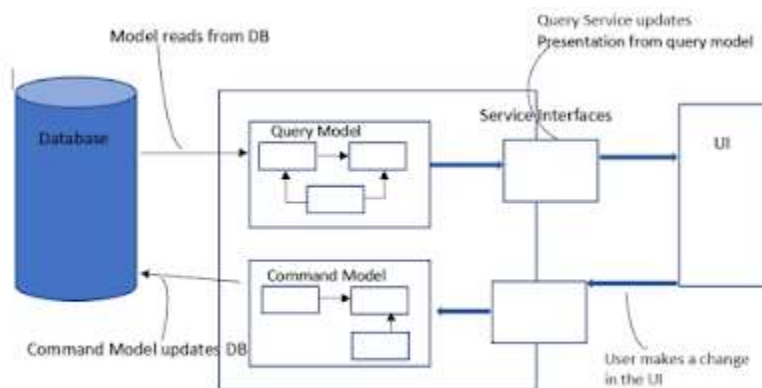 Query Service updates
Presentation from query model
Model reads from DB
Service Interfaces
Database
Query Model
UI
Command Model
Command Model updates DB
User makes a change
in the UI